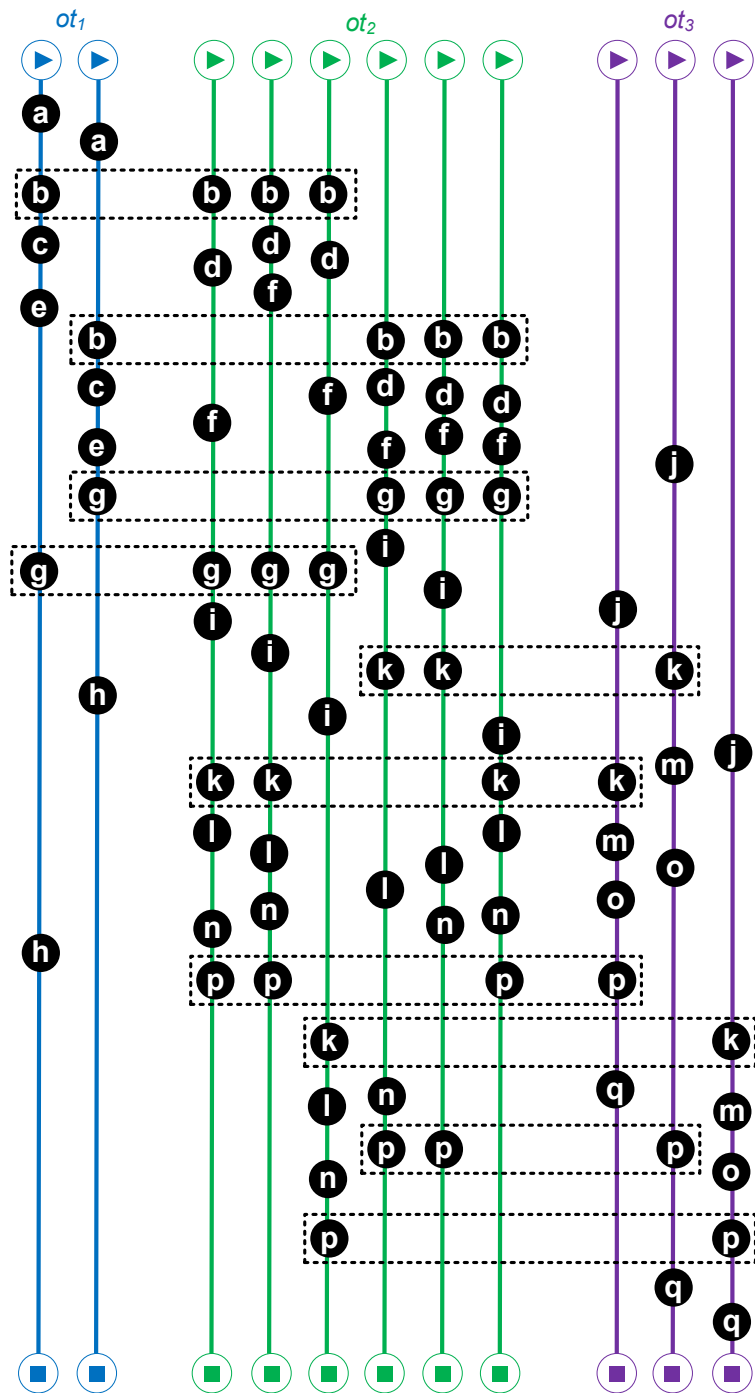 ot1 ot2 ot3
a
a
b b b b
c d d d
e f
b b b b
c d d d
f f
e f f f
j
g g g g
i
g g g g
i
i j
i
k k k
h
i
i
m j
k k k k
l l m
l l o
l
n n n o
n n
h
p p p p
k k
n q
l m
p p p
n o
p p
q
q